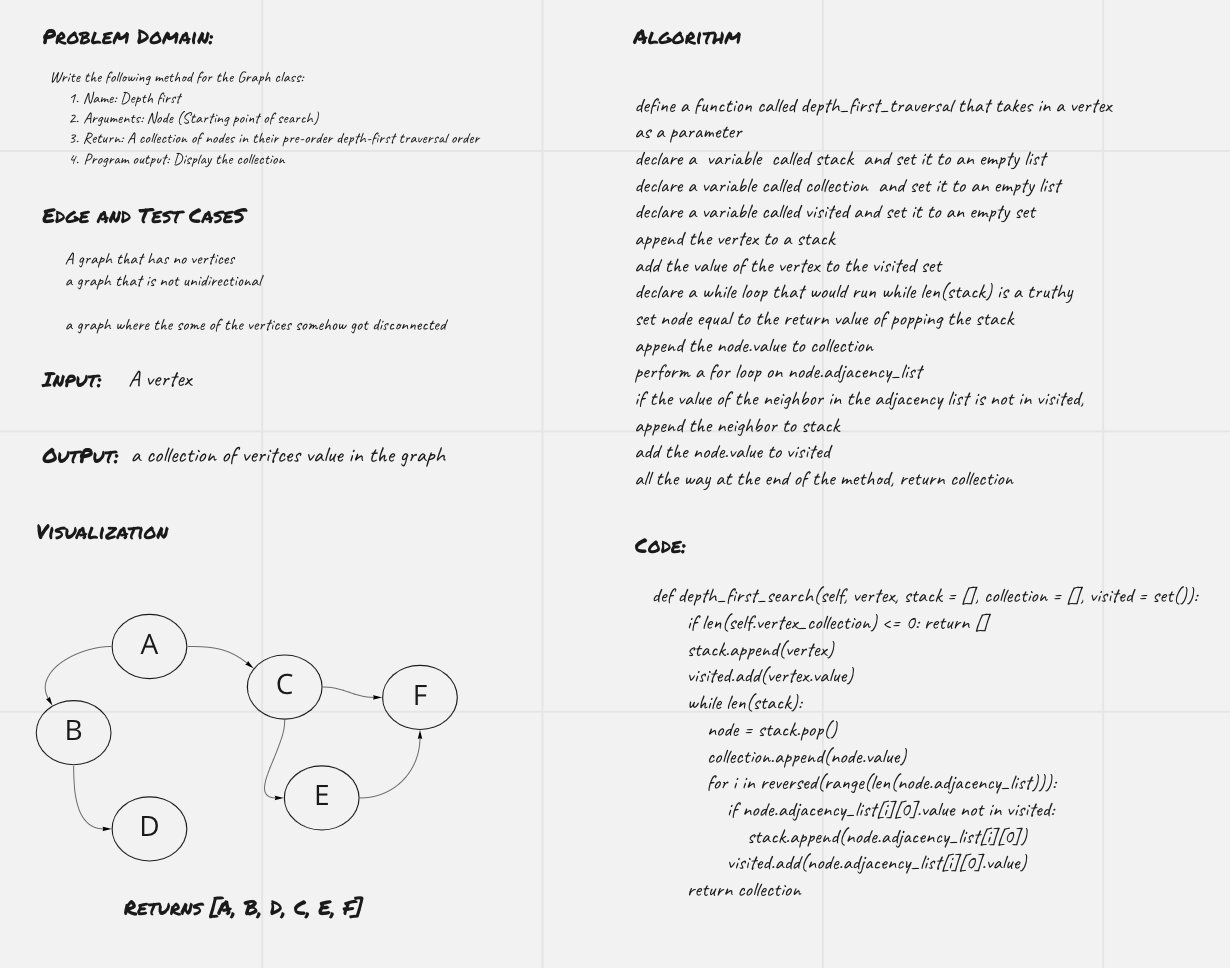 Problem Domain:
Write the following method for the Graph class:
1. Name: Depth first
2. Arguments: Node (Starting point of search)
3. Return: A collection of nodes in their pre-order depth-first traversal order
4. Program output: Display the collection
Edge and Test CaseS
A graph that has no vertices
a graph that is not unidirectional
a graph where the some of the vertices somehow got disconnected
Input: A vertex
OutPut: a collection of veritces value in the graph
Visualization
A
B
C
F
E
D
Returns [A, B, D, C, E, F]
Algorithm
define a function called depth_first_traversal that takes in a vertex
as a parameter
declare a variable called stack and set it to an empty list
declare a variable called collection and set it to an empty list
declare a variable called visited and set it to an empty set
append the vertex to a stack
add the value of the vertex to the visited set
declare a while loop that would run while len(stack) is a truthy
set node equal to the return value of popping the stack
append the node.value to collection
perform a for loop on node.adjacency_list
if the value of the neighbor in the adjacency list is not in visited,
append the neighbor to stack
add the node.value to visited
all the way at the end of the method, return collection
Code:
def depth_first_search(self, vertex, stack = [], collection = [], visited = set()):
if len(self.vertex_collection) <= 0: return []
stack.append(vertex)
visited.add(vertex.value)
while len(stack):
node = stack.pop()
collection.append(node.value)
for i in reversed(range(len(node.adjacency_list))):
if node.adjacency_list[i][0].value not in visited:
stack.append(node.adjacency_list[i][0])
visited.add(node.adjacency_list[i][0].value)
return collection